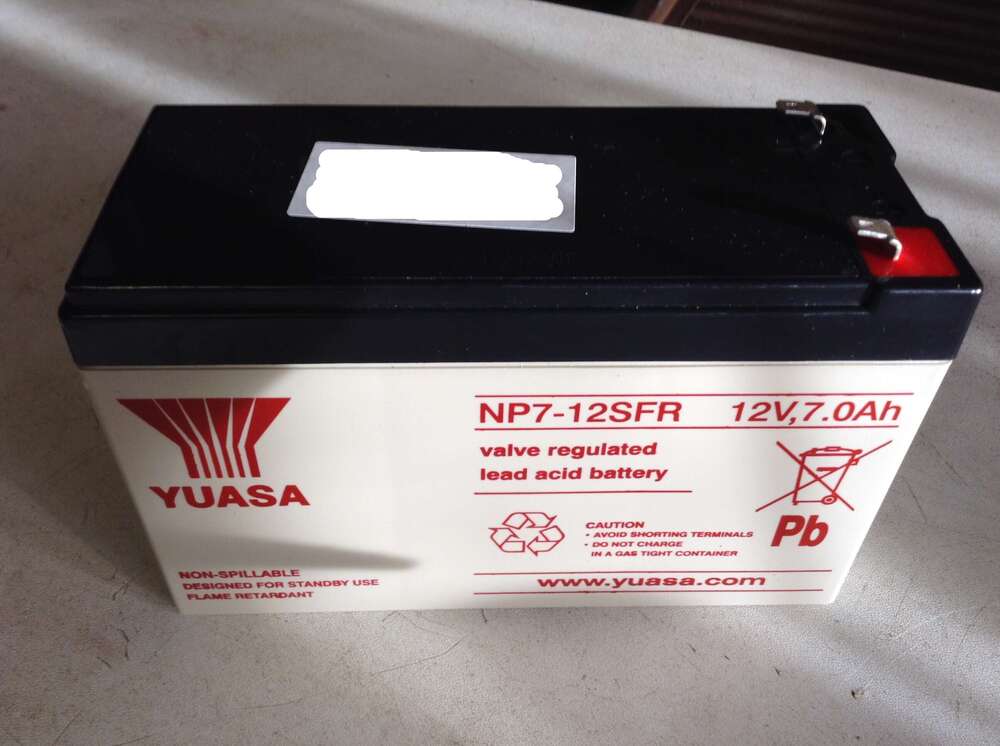 YUASA
NP7-12SFR 12V,7.0Ah
valve regulated
lead acid battery
CAUTION
• AVOID SHORTING TERMINALS
• DO NOT CHARGE
IN A GAS TIGHT CONTAINER
Pb
NON-SPILLABLE
DESIGNED FOR STANDBY USE
FLAME RETARDANT
www.yuasa.com